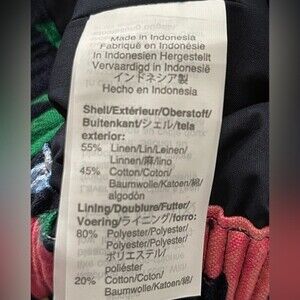 Made in Indonesia
Fabriqué en Indonésie
In Indonesien Hergestellt
Vervaardigd in Indonesië
インドネシア製
Hecho en Indonesia
Shell/Extérieur/Oberstoff/
Buitenkant/シェル/tela
exterior:
55% Linen/Lin/Leinen/
Linnen/麻/lino
45% Cotton/Coton/
Baumwolle/Katoen/綿/
algodón
Lining/Doublure/Futter/
Voering/ライニング/forro:
80% Polyester/Polyester/
Polyester/Polyester/
ポリエステル/
poliéster
20% Cotton/Coton/
Baumwolle/Katoen/綿/